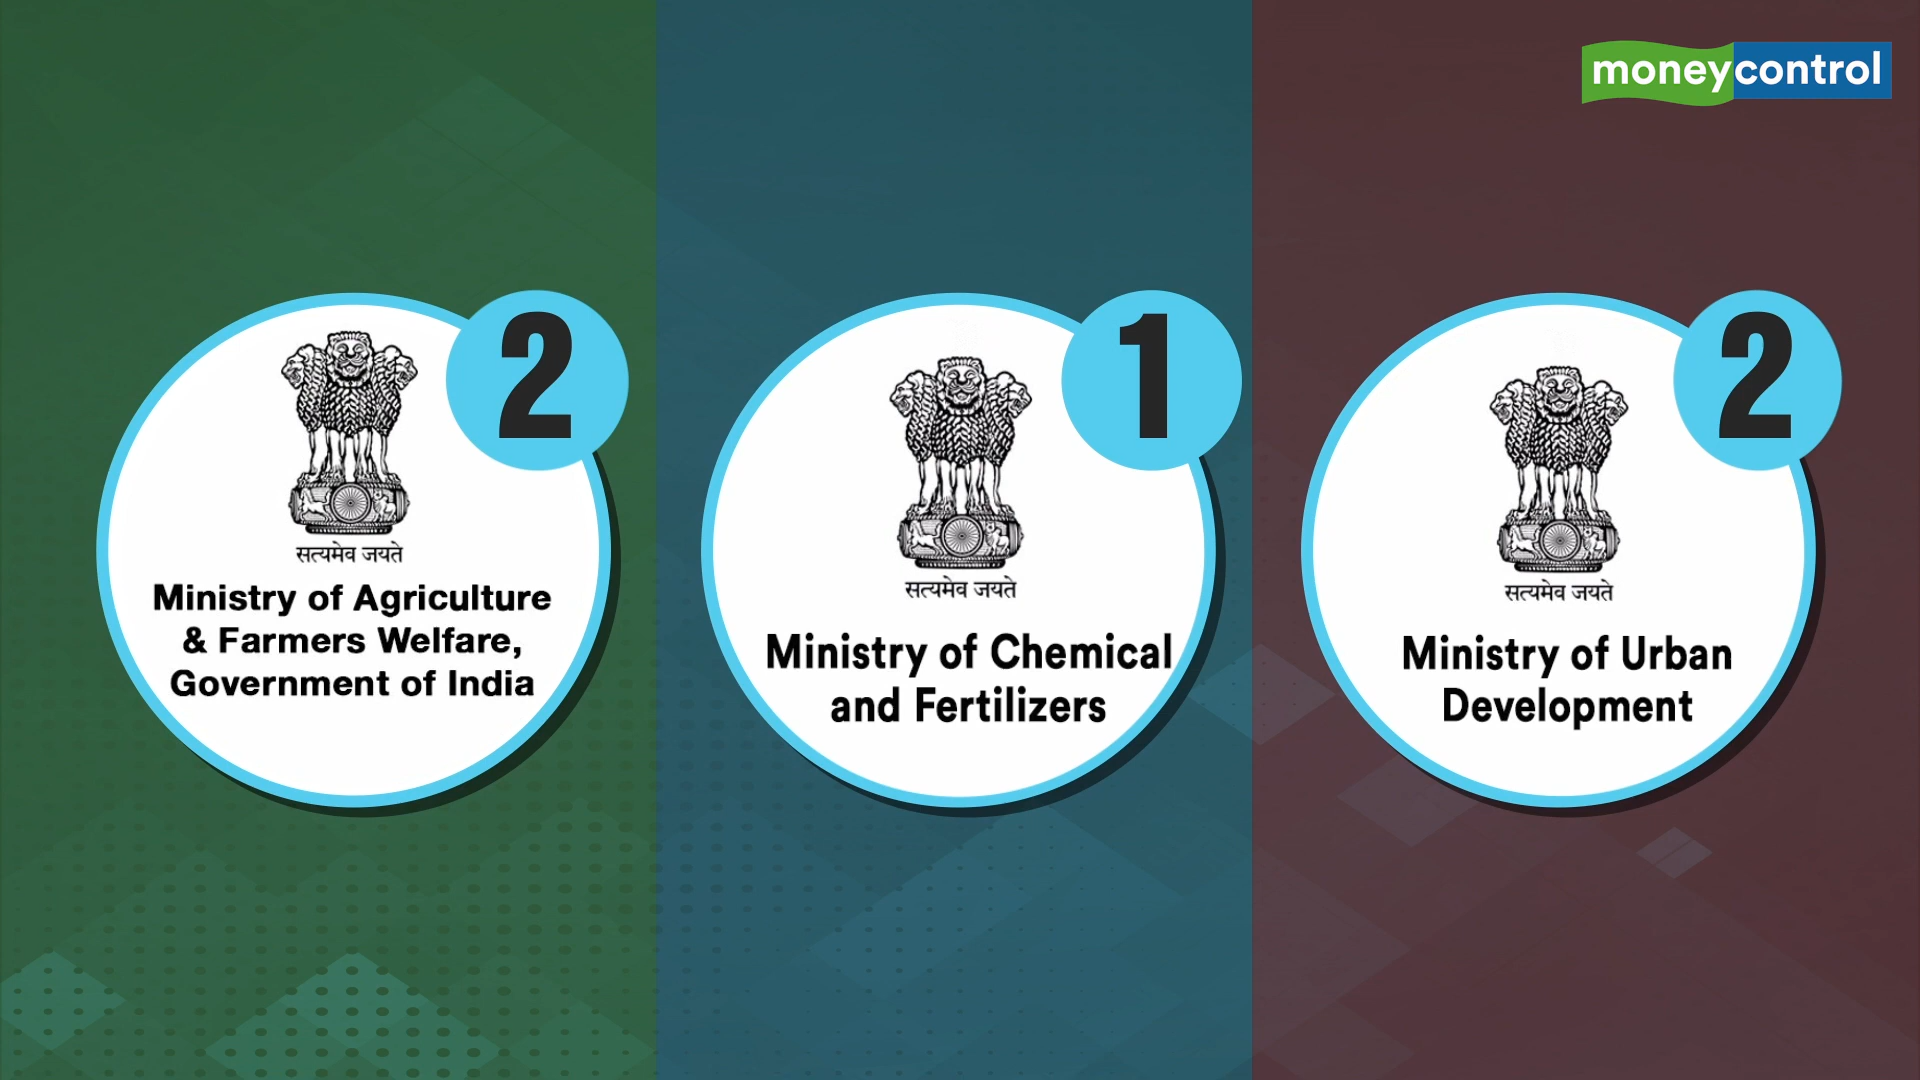 moneycontrol
2
सत्यमेव जयते
Ministry of Agriculture
& Farmers Welfare,
Government of India
1
सत्यमेव जयते
Ministry of Chemical
and Fertilizers
2
सत्यमेव जयते
Ministry of Urban
Development